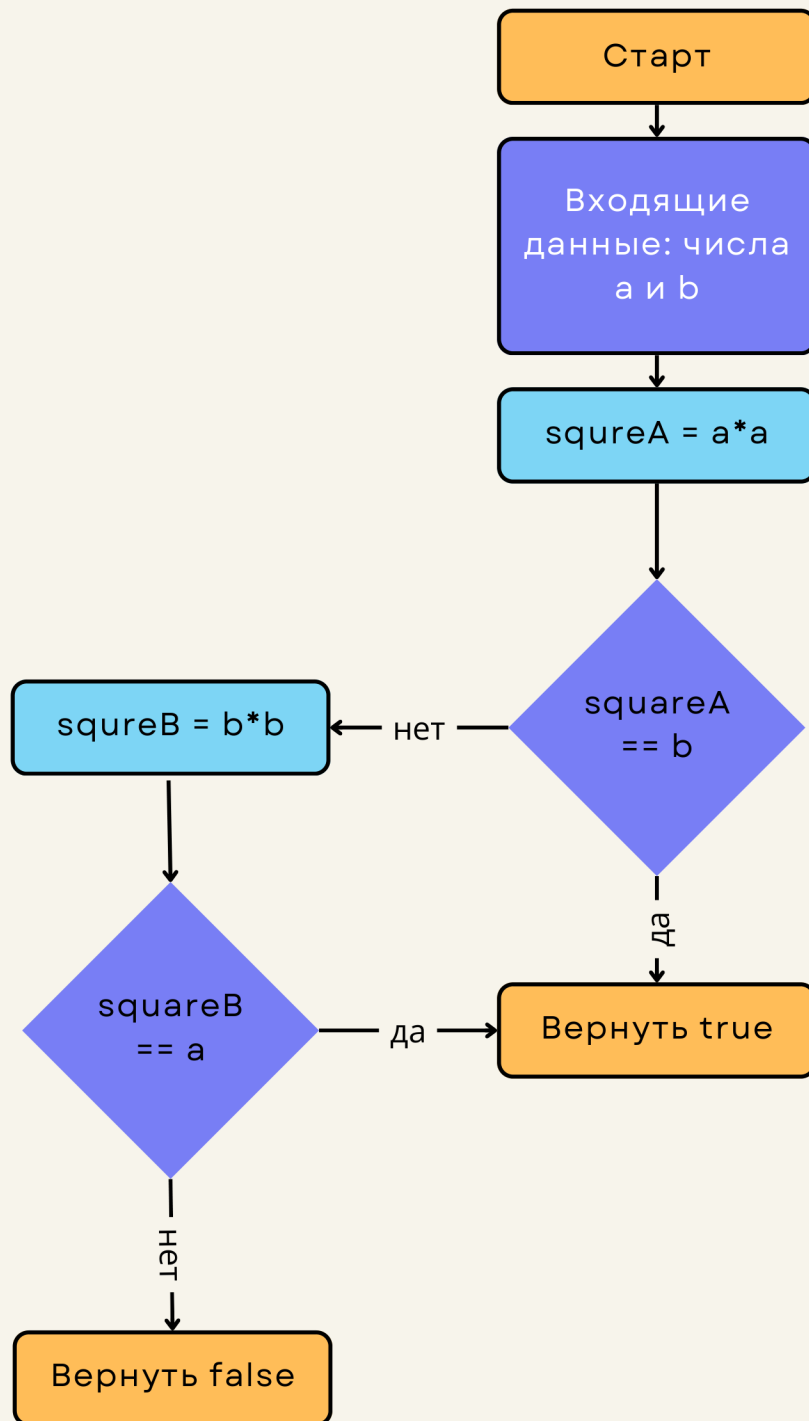 Старт
Входящие
данные: числа
a и b
squreA = a*a
squareA
== b
нет
squreB = b*b
да
squareB
== a
да
Вернуть true
нет
Вернуть false